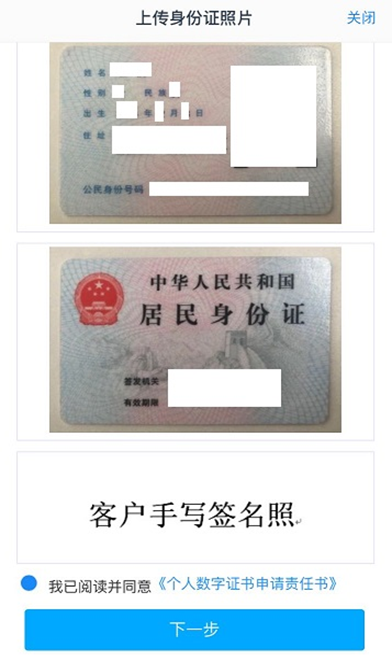 上传身份证照片
关闭
姓名
性别 民族
出生 年 月 日
住址
公民身份号码
中华人民共和国
居民身份证
签发机关
有效期限
客户手写签名照
我已阅读并同意《个人数字证书申请责任书》
下一步